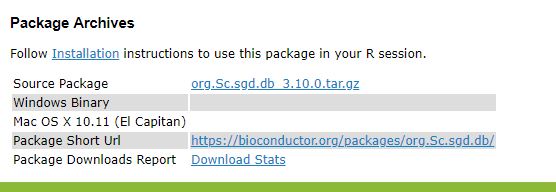 Package Archives
Follow Installation instructions to use this package in your R session.
Source Package org.Sc.sgd.db_3.10.0.tar.gz
Windows Binary
Mac OS X 10.11 (El Capitan)
Package Short Url https://bioconductor.org/packages/org.Sc.sgd.db/
Package Downloads Report Download Stats